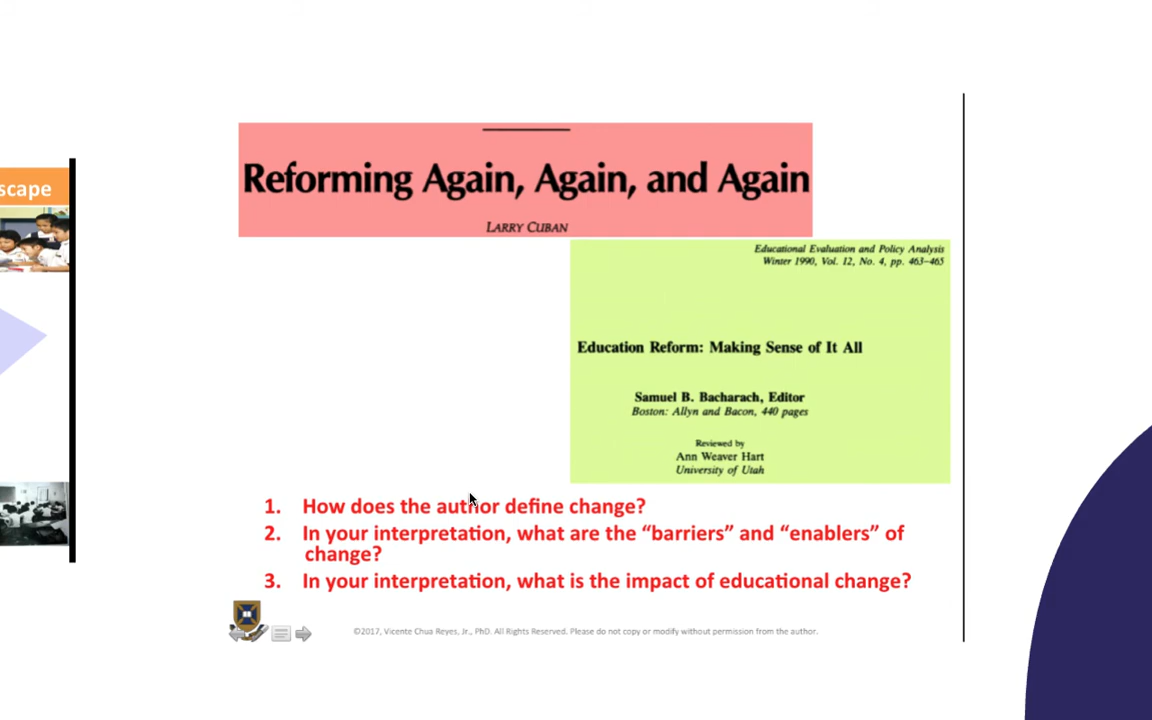 scape
Reforming Again, Again, and Again
LARRY CUBAN
Educational Evaluation and Policy Analysis
Winter 1990, Vol. 12, No. 4, pp. 463–465
Education Reform: Making Sense of It All
Samuel B. Bacharach, Editor
Boston: Allyn and Bacon, 440 pages
Reviewed by
Ann Weaver Hart
University of Utah
1. How does the author define change?
2. In your interpretation, what are the “barriers” and “enablers” of
change?
3. In your interpretation, what is the impact of educational change?
©2017, Vicente Chua Reyes, Jr., PhD. All Rights Reserved. Please do not copy or modify without permission from the author.